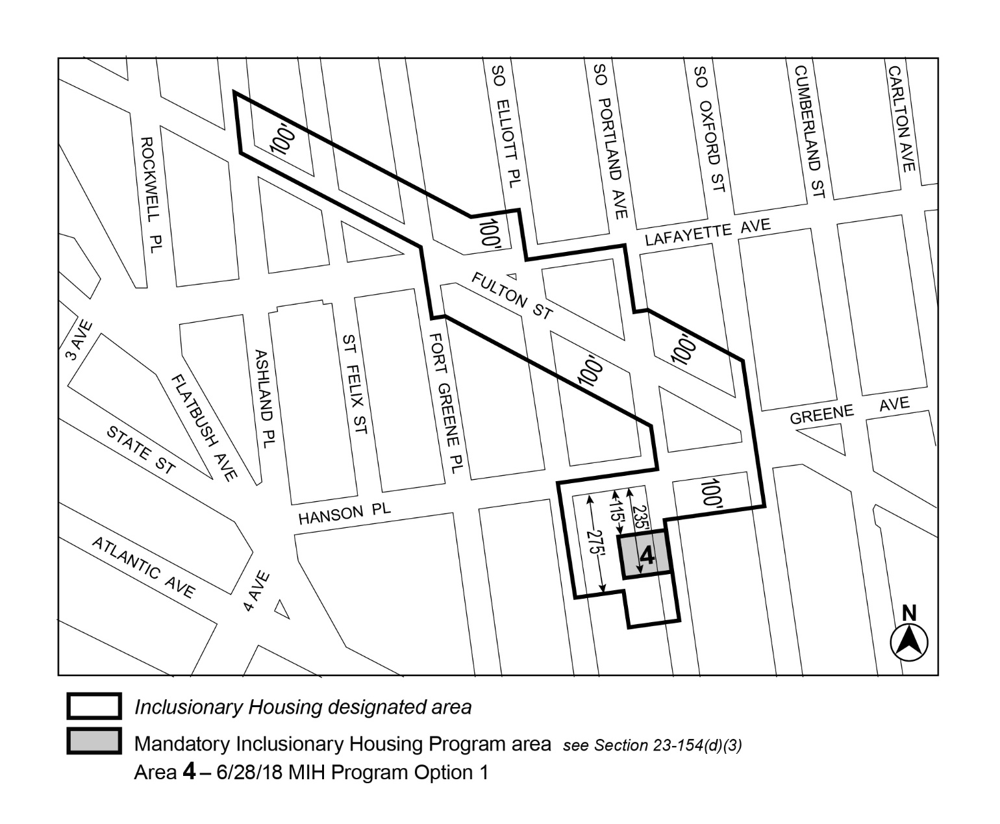 SO ELLIOTT PL
SO PORTLAND AVE
SO OXFORD ST
CUMBERLAND ST
CARLTON AVE
ROCKWELL PL
100'
100'
LAFAYETTE AVE
FULTON ST
3 AVE
ASHLAND PL
ST FELIX ST
FORT GREENE PL
100'
100'
FLATBUSH AVE
GREENE AVE
STATE ST
HANSON PL
100'
115'
235'
275'
4
ATLANTIC AVE
4 AVE
N
Inclusionary Housing designated area
Mandatory Inclusionary Housing Program area see Section 23-154(d)(3)
Area 4 – 6/28/18 MIH Program Option 1